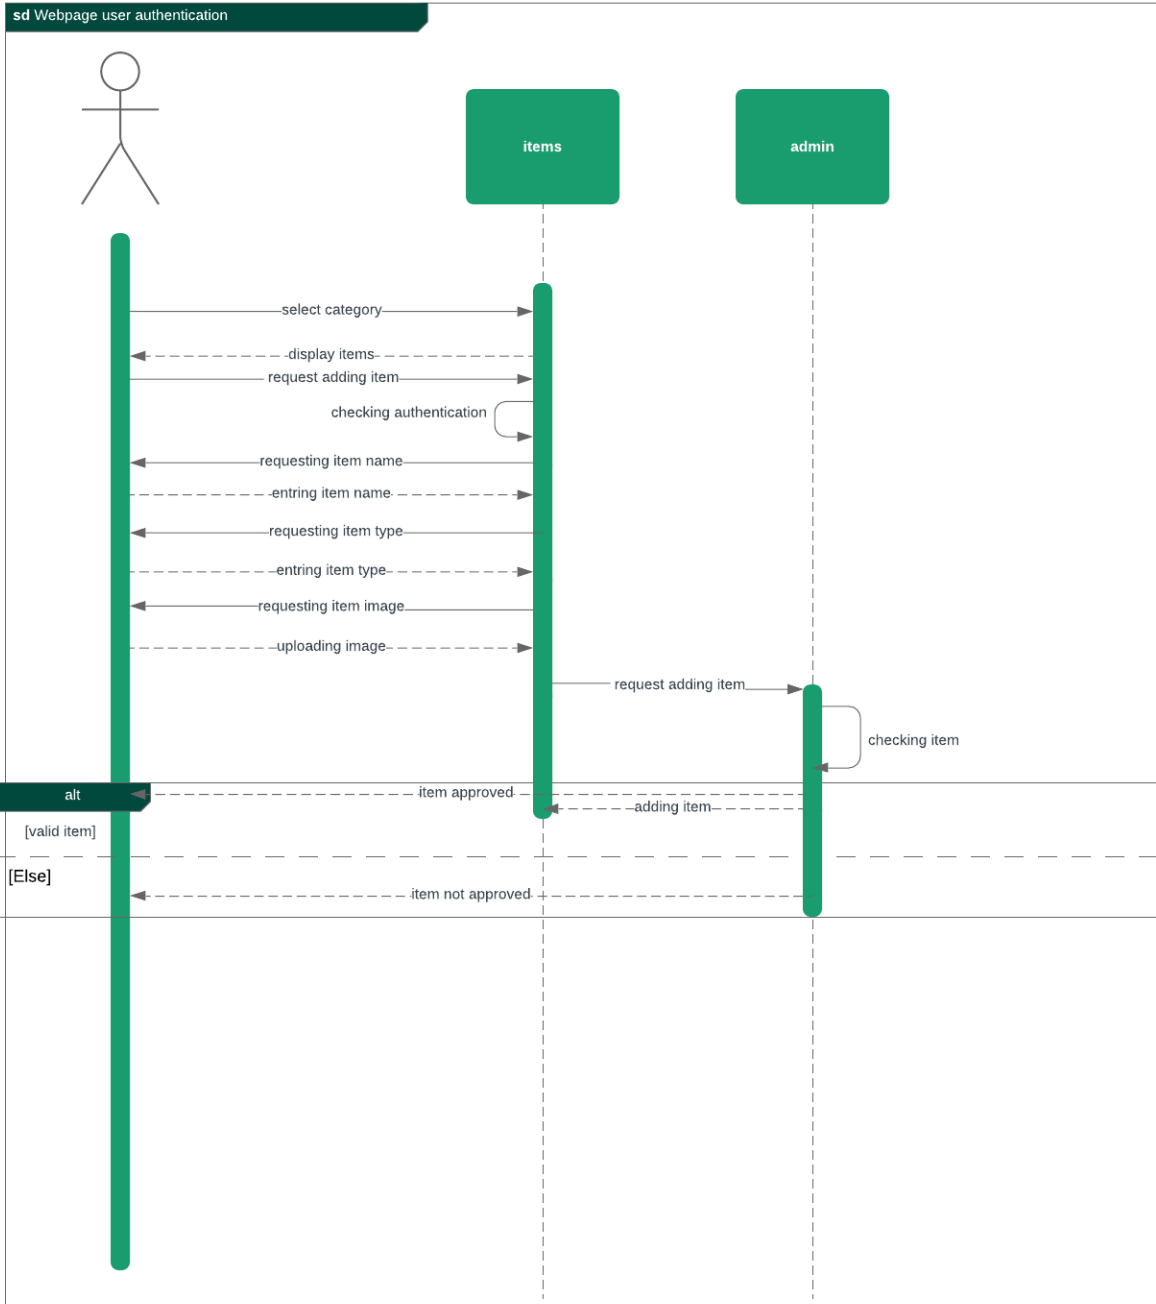 sd Webpage user authentication
items
admin
select category
display items
request adding item
checking authentication
requesting item name
entring item name
requesting item type
entring item type
requesting item image
uploading image
request adding item
checking item
alt
item approved
adding item
[valid item]
[Else]
item not approved